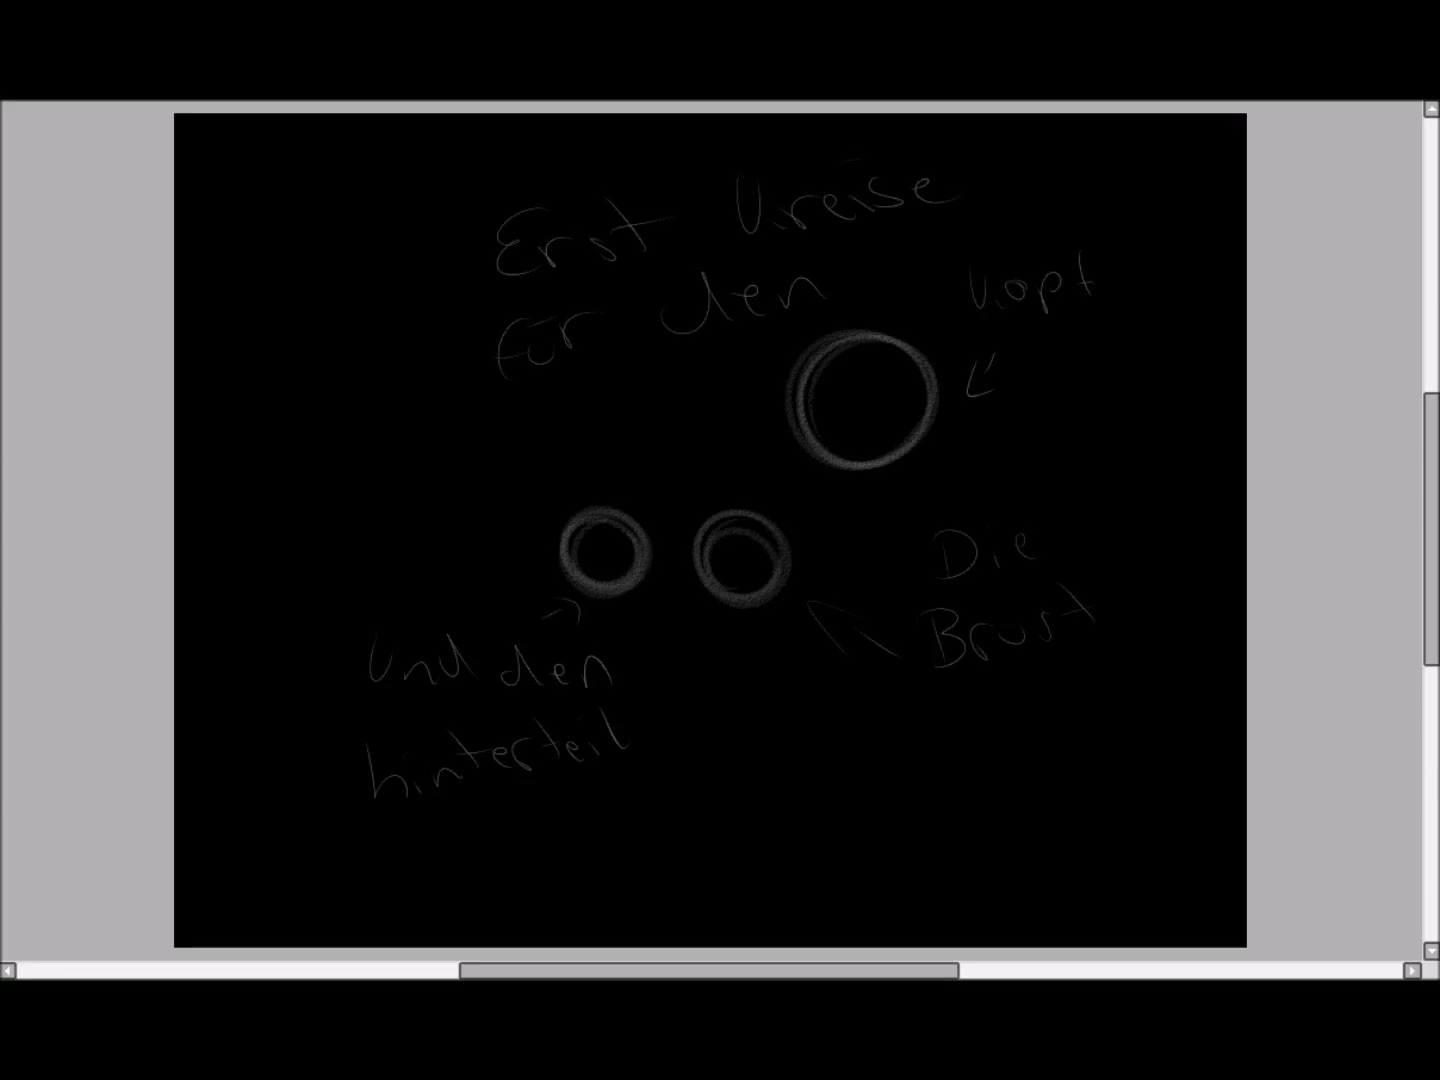 Erst Kreise
für den
Kopf
Die
Brust
Und den
hinterteil